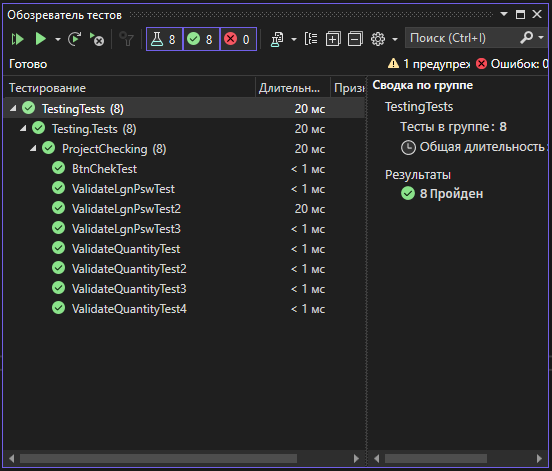 Обозреватель тестов
8 8 0 Поиск (Ctrl+I)
Готово 1 предупреж Ошибок: 0
Тестирование Длительн... Призн
TestingTests (8) 20 мс
Testing.Tests (8) 20 мс
ProjectChecking (8) 20 мс
BtnChekTest < 1 мс
ValidateLgnPswTest < 1 мс
ValidateLgnPswTest2 20 мс
ValidateLgnPswTest3 < 1 мс
ValidateQuantityTest < 1 мс
ValidateQuantityTest2 < 1 мс
ValidateQuantityTest3 < 1 мс
ValidateQuantityTest4 < 1 мс
Сводка по группе
TestingTests
Тесты в группе: 8
Общая длительность
Результаты
8 Пройден